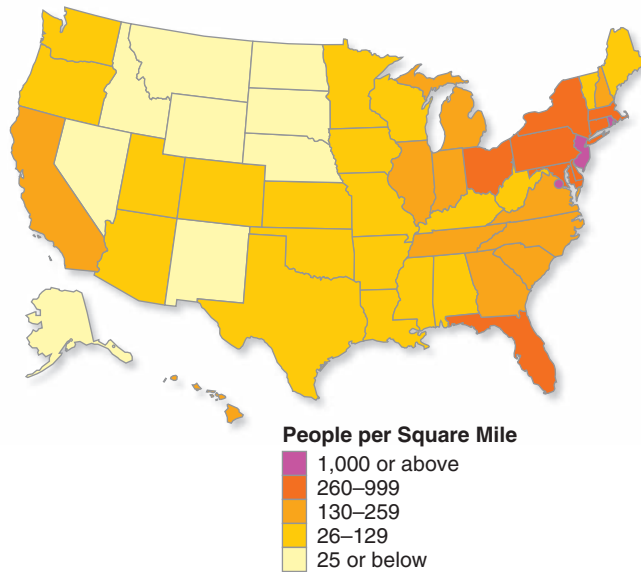 People per Square Mile
1,000 or above
260–999
130–259
26–129
25 or below